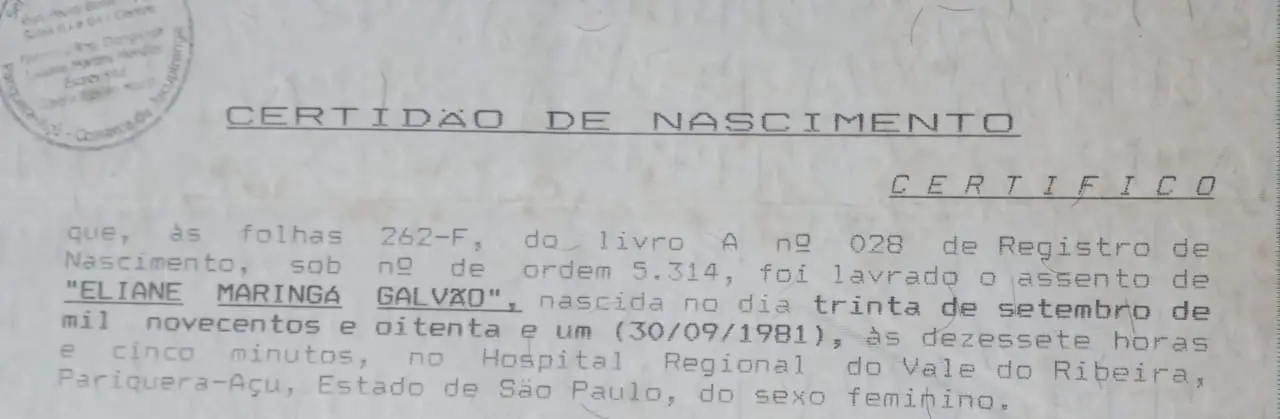 CERTIDÃO DE NASCIMENTO
CERTIFICO
que, às folhas 262-F, do livro A nº 028 de Registro de
Nascimento, sob nº de ordem 5.314, foi lavrado o assento de
"ELIANE MARINGÁ GALVÃO", nascida no dia trinta de setembro de
mil novecentos e oitenta e um (30/09/1981), às dezessete horas
e cinco minutos, no Hospital Regional do Vale do Ribeira,
Pariquera-Açu, Estado de São Paulo, do sexo feminino.